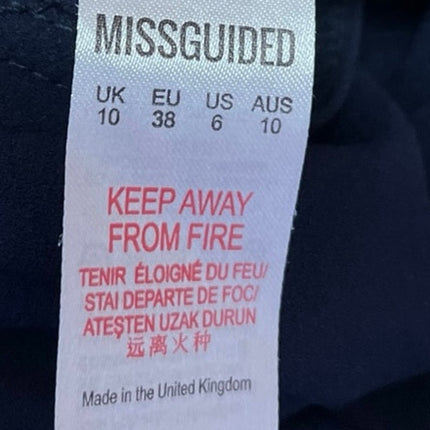 MISSGUIDED
UK EU US AUS
10 38 6 10
KEEP AWAY
FROM FIRE
TENIR ÉLOIGNÉ DU FEU/
STAI DEPARTE DE FOC/
ATEŞTEN UZAK DURUN
远离火种
Made in the United Kingdom